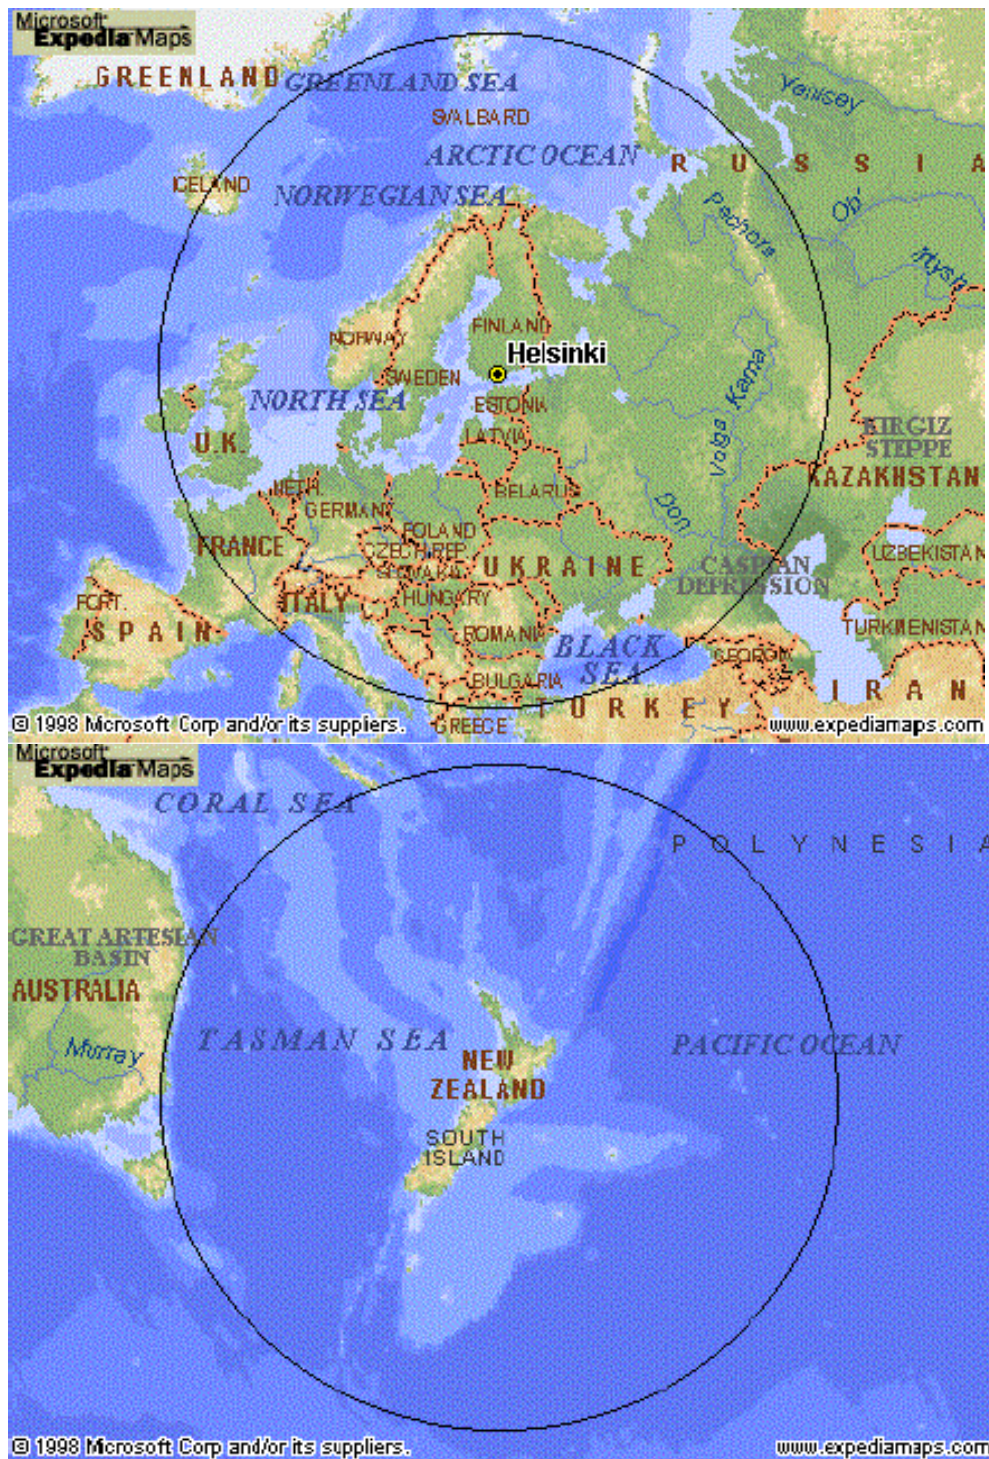 Microsoft
Expedia Maps
GREENLAND
GREENLAND SEA
Yenisey
SVALBARD
ARCTIC OCEAN
RUSSIA
ICELAND
NORWEGIAN SEA
Pechora
Ob'
Irtysh
FINLAND
NORWAY
Helsinki
SWEDEN
Kama
NORTH SEA
ESTONIA
U.K.
LATVIA
Volga
KIRGIZ
STEPPE
KAZAKHSTAN
NETH.
BELARUS
GERMANY
Don
POLAND
FRANCE
CZECH REP.
UKRAINE
UZBEKISTAN
SLOVAKIA
CASPIAN
DEPRESSION
PORT.
ITALY
HUNGARY
SPAIN
ROMANIA
TURKMENISTAN
BLACK
SEA
GEORGIA
BULGARIA
IRAN
TURKEY
GREECE
© 1998 Microsoft Corp and/or its suppliers.
www.expediamaps.com
Microsoft
Expedia Maps
CORAL SEA
POLYNESIA
GREAT ARTESIAN
BASIN
AUSTRALIA
Murray
TASMAN SEA
PACIFIC OCEAN
NEW
ZEALAND
SOUTH
ISLAND
© 1998 Microsoft Corp and/or its suppliers.
www.expediamaps.com